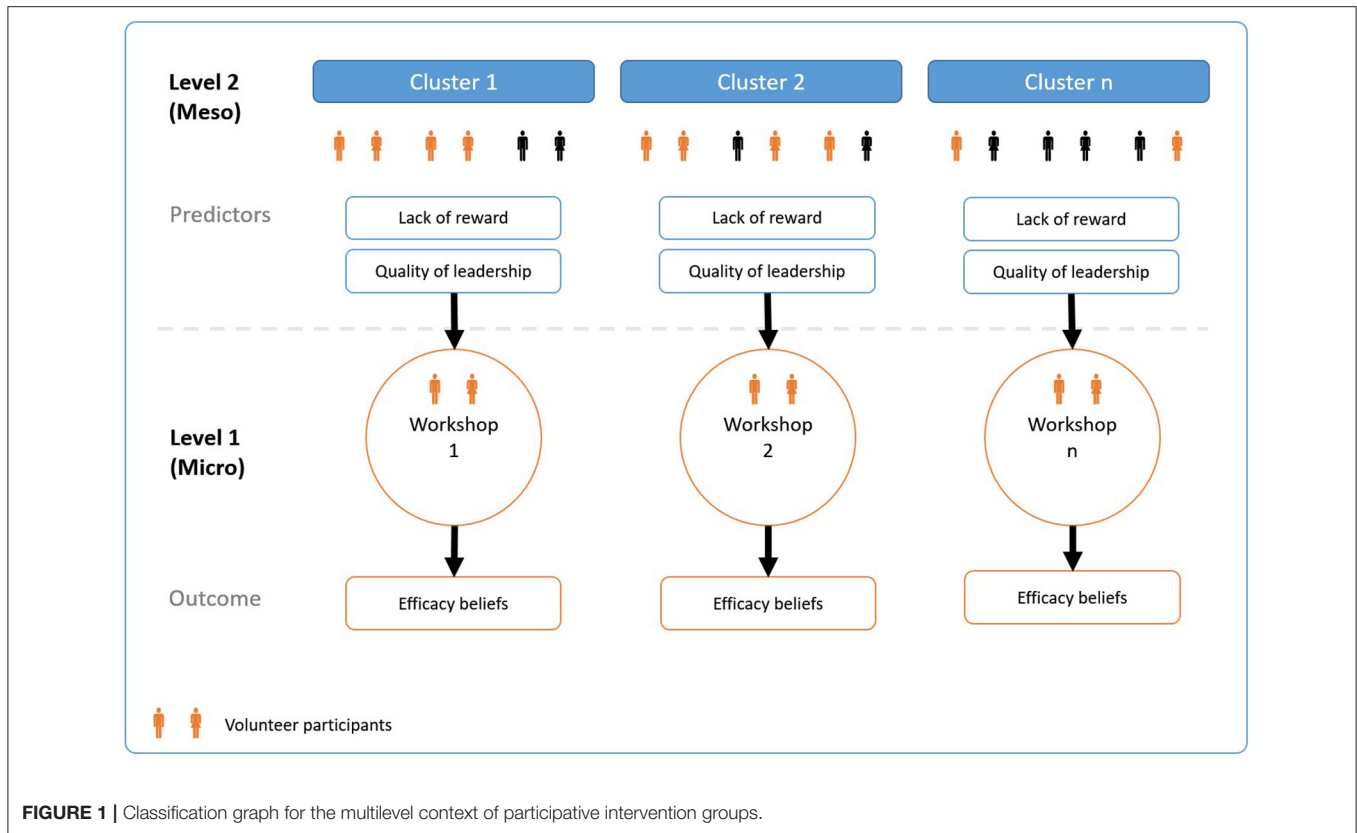 Level 2
(Meso)
Cluster 1
Cluster 2
Cluster n
Predictors
Lack of reward
Lack of reward
Lack of reward
Quality of leadership
Quality of leadership
Quality of leadership
Level 1
(Micro)
Workshop
1
Workshop
2
Workshop
n
Outcome
Efficacy beliefs
Efficacy beliefs
Efficacy beliefs
Volunteer participants
FIGURE 1 | Classification graph for the multilevel context of participative intervention groups.